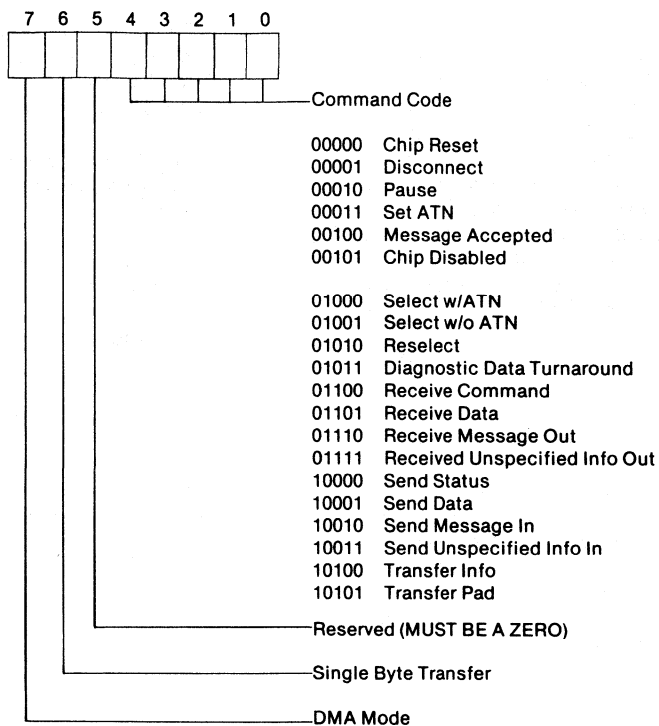 7 6 5 4 3 2 1 0
Command Code
00000 Chip Reset
00001 Disconnect
00010 Pause
00011 Set ATN
00100 Message Accepted
00101 Chip Disabled
01000 Select w/ATN
01001 Select w/o ATN
01010 Reselect
01011 Diagnostic Data Turnaround
01100 Receive Command
01101 Receive Data
01110 Receive Message Out
01111 Received Unspecified Info Out
10000 Send Status
10001 Send Data
10010 Send Message In
10011 Send Unspecified Info In
10100 Transfer Info
10101 Transfer Pad
Reserved (MUST BE A ZERO)
Single Byte Transfer
DMA Mode